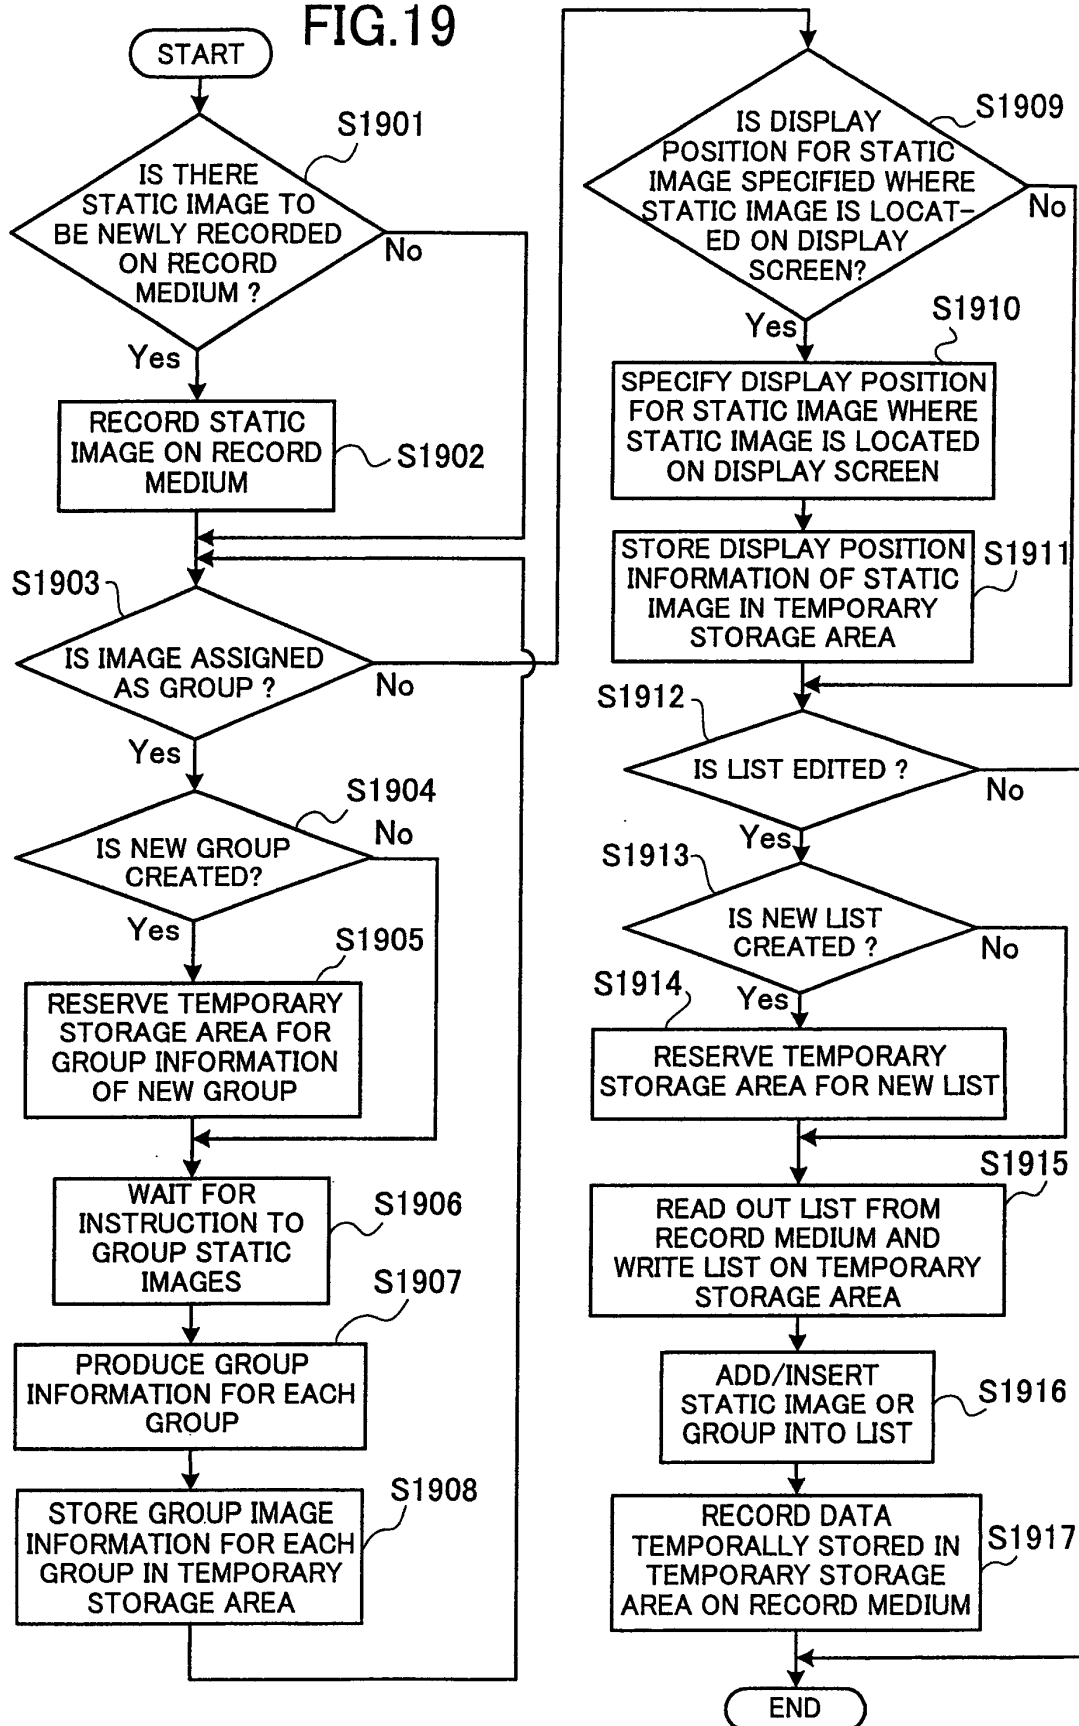 FIG.19
START
S1901
IS THERE
STATIC IMAGE TO
BE NEWLY RECORDED
ON RECORD
MEDIUM ?
No
Yes
RECORD STATIC
IMAGE ON RECORD
MEDIUM
S1902
S1903
IS IMAGE ASSIGNED
AS GROUP ?
No
Yes
S1904
IS NEW GROUP
CREATED?
No
Yes
S1905
RESERVE TEMPORARY
STORAGE AREA FOR
GROUP INFORMATION
OF NEW GROUP
WAIT FOR
INSTRUCTION TO
GROUP STATIC
IMAGES
S1906
S1907
PRODUCE GROUP
INFORMATION FOR EACH
GROUP
S1908
STORE GROUP IMAGE
INFORMATION FOR EACH
GROUP IN TEMPORARY
STORAGE AREA
S1909
IS DISPLAY
POSITION FOR STATIC
IMAGE SPECIFIED WHERE
STATIC IMAGE IS LOCAT-
ED ON DISPLAY
SCREEN?
No
Yes
S1910
SPECIFY DISPLAY POSITION
FOR STATIC IMAGE WHERE
STATIC IMAGE IS LOCATED
ON DISPLAY SCREEN
STORE DISPLAY POSITION
INFORMATION OF STATIC
IMAGE IN TEMPORARY
STORAGE AREA
S1911
S1912
IS LIST EDITED ?
No
Yes
S1913
IS NEW LIST
CREATED ?
No
Yes
S1914
RESERVE TEMPORARY
STORAGE AREA FOR NEW LIST
S1915
READ OUT LIST FROM
RECORD MEDIUM AND
WRITE LIST ON TEMPORARY
STORAGE AREA
ADD/INSERT
STATIC IMAGE OR
GROUP INTO LIST
S1916
RECORD DATA
TEMPORALLY STORED IN
TEMPORARY STORAGE
AREA ON RECORD MEDIUM
S1917
END